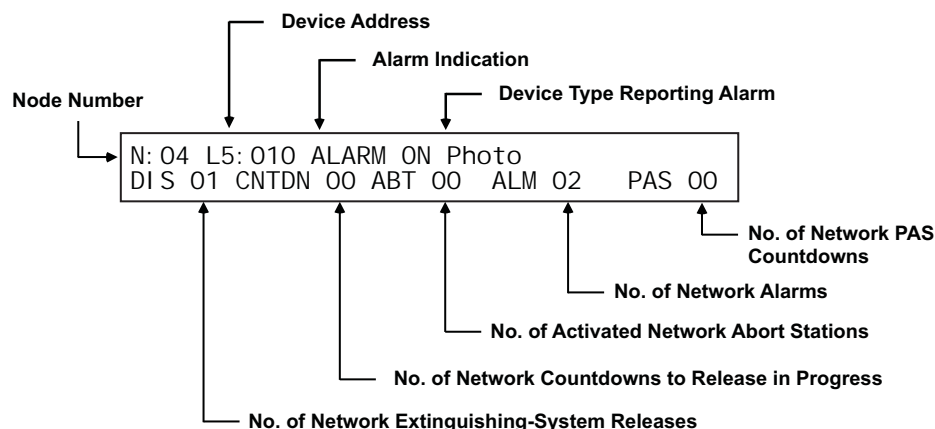 Device Address
Alarm Indication
Device Type Reporting Alarm
Node Number
N:04 L5:010 ALARM ON Photo
DIS 01 CNTDN 00 ABT 00 ALM 02 PAS 00
No. of Network PAS
Countdowns
No. of Network Alarms
No. of Activated Network Abort Stations
No. of Network Countdowns to Release in Progress
No. of Network Extinguishing-System Releases